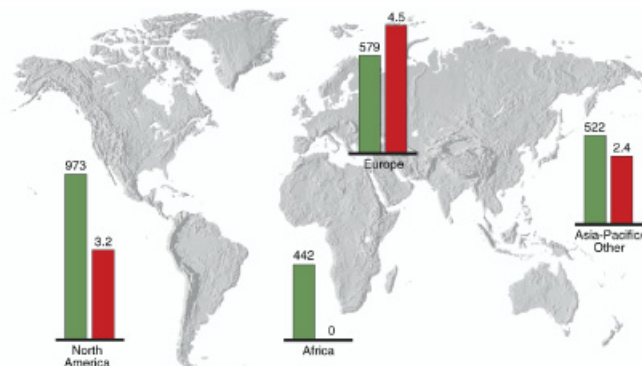 4.5
579
Europe
522
2.4
Asia-Pacific/
Other
973
3.2
North
America
442
0
Africa